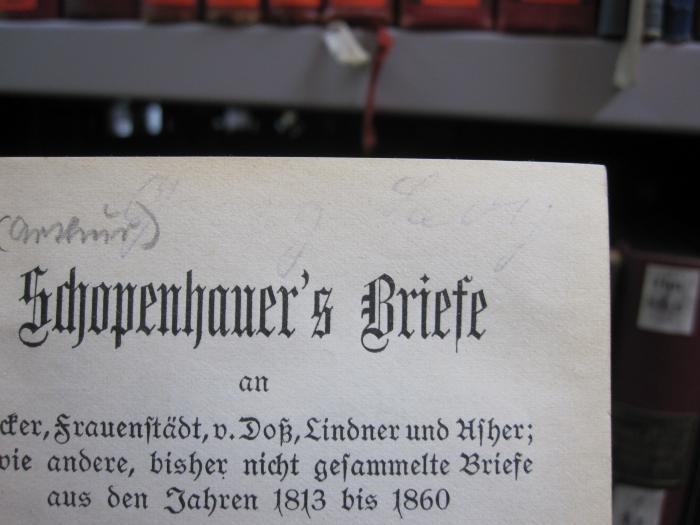 (Arthur)
Schopenhauer's Briefe
an
cker, Frauenstädt, v. Doß, Lindner und Asher;
wie andere, bisher nicht gesammelte Briefe
aus den Jahren 1813 bis 1860